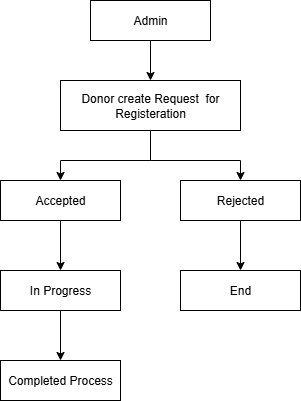 Admin
Donor create Request for
Registeration
Accepted
Rejected
In Progress
End
Completed Process